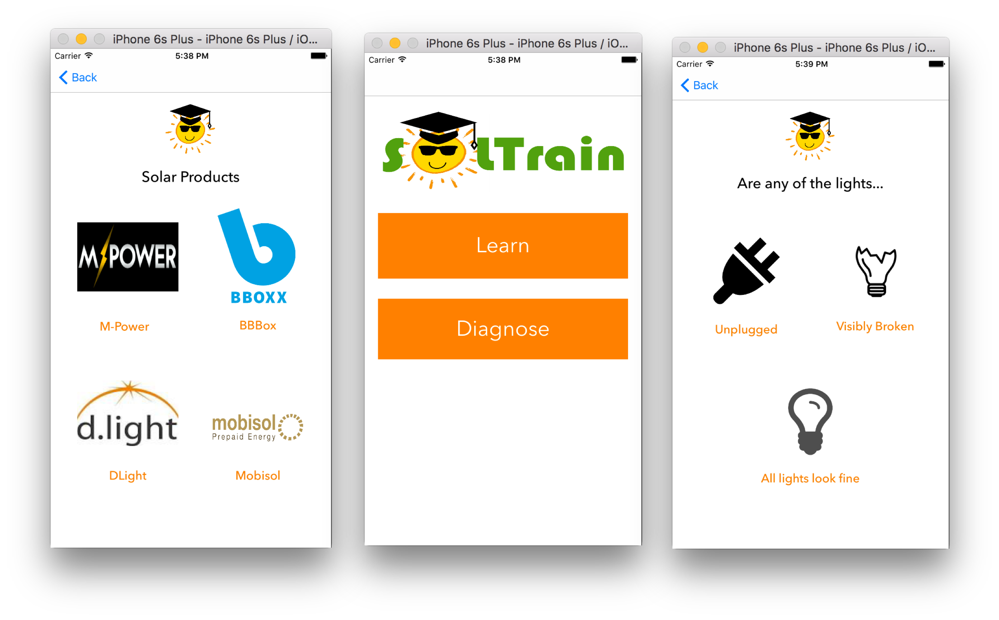 iPhone 6s Plus - iPhone 6s Plus / iO...
Carrier
5:38 PM
Back
Solar Products
M POWER
BBOXX
M-Power
BBBox
d.light
mobisol
Prepaid Energy
DLight
Mobisol
iPhone 6s Plus - iPhone 6s Plus / iO...
Carrier
5:38 PM
SOLTrain
Learn
Diagnose
iPhone 6s Plus - iPhone 6s Plus / iO...
Carrier
5:39 PM
Back
Are any of the lights...
Unplugged
Visibly Broken
All lights look fine